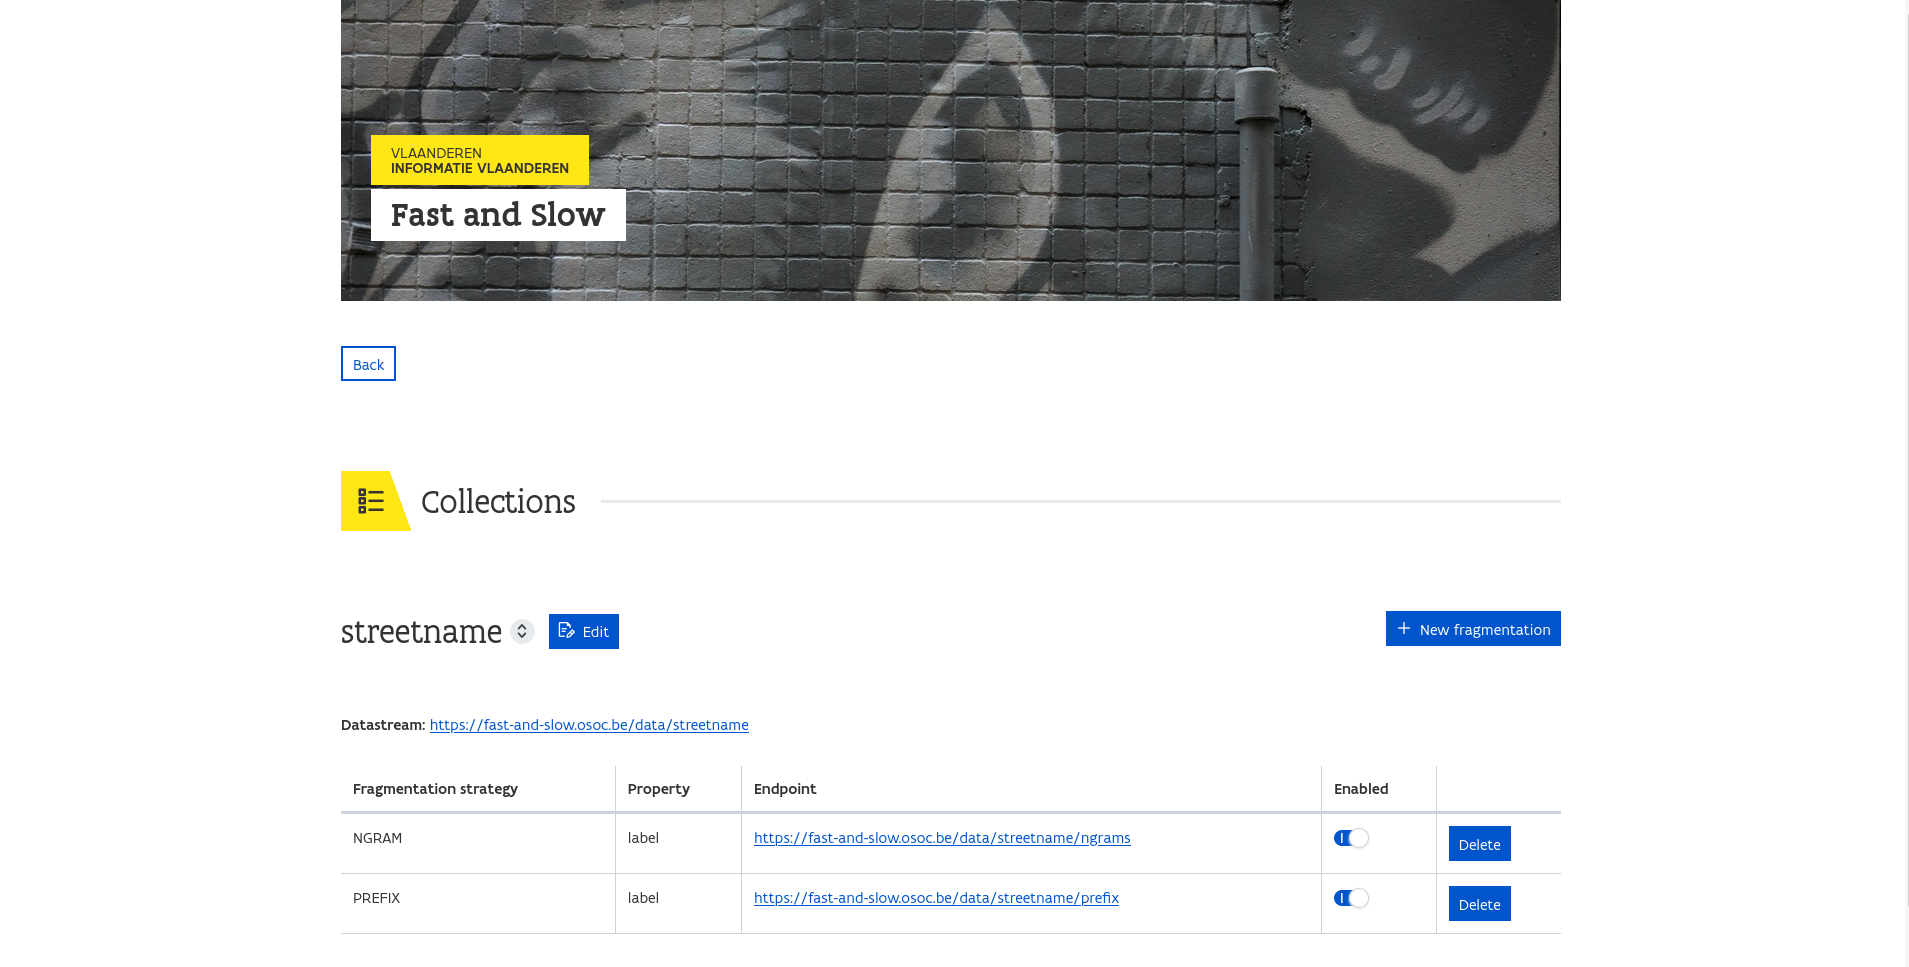 VLAANDEREN
INFORMATIE VLAANDEREN
Fast and Slow
Back
Collections
streetname Edit New fragmentation
Datastream: https://fast-and-slow.osoc.be/data/streetname
Fragmentation strategy Property Endpoint Enabled
NGRAM label https://fast-and-slow.osoc.be/data/streetname/ngrams Delete
PREFIX label https://fast-and-slow.osoc.be/data/streetname/prefix Delete